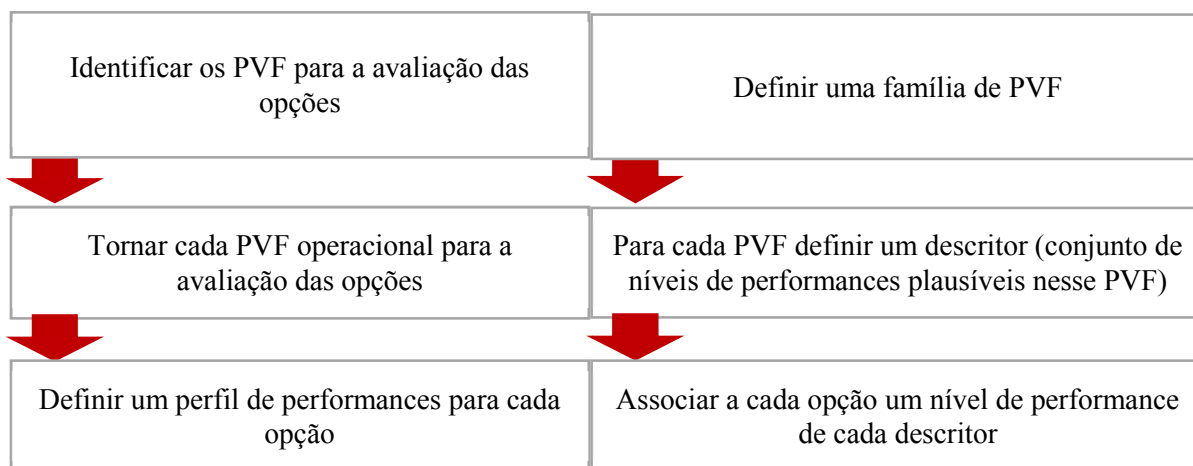 Identificar os PVF para a avaliação das
opções
Definir uma família de PVF
Tornar cada PVF operacional para a
avaliação das opções
Para cada PVF definir um descritor (conjunto de
níveis de performances plausíveis nesse PVF)
Definir um perfil de performances para cada
opção
Associar a cada opção um nível de performance
de cada descritor